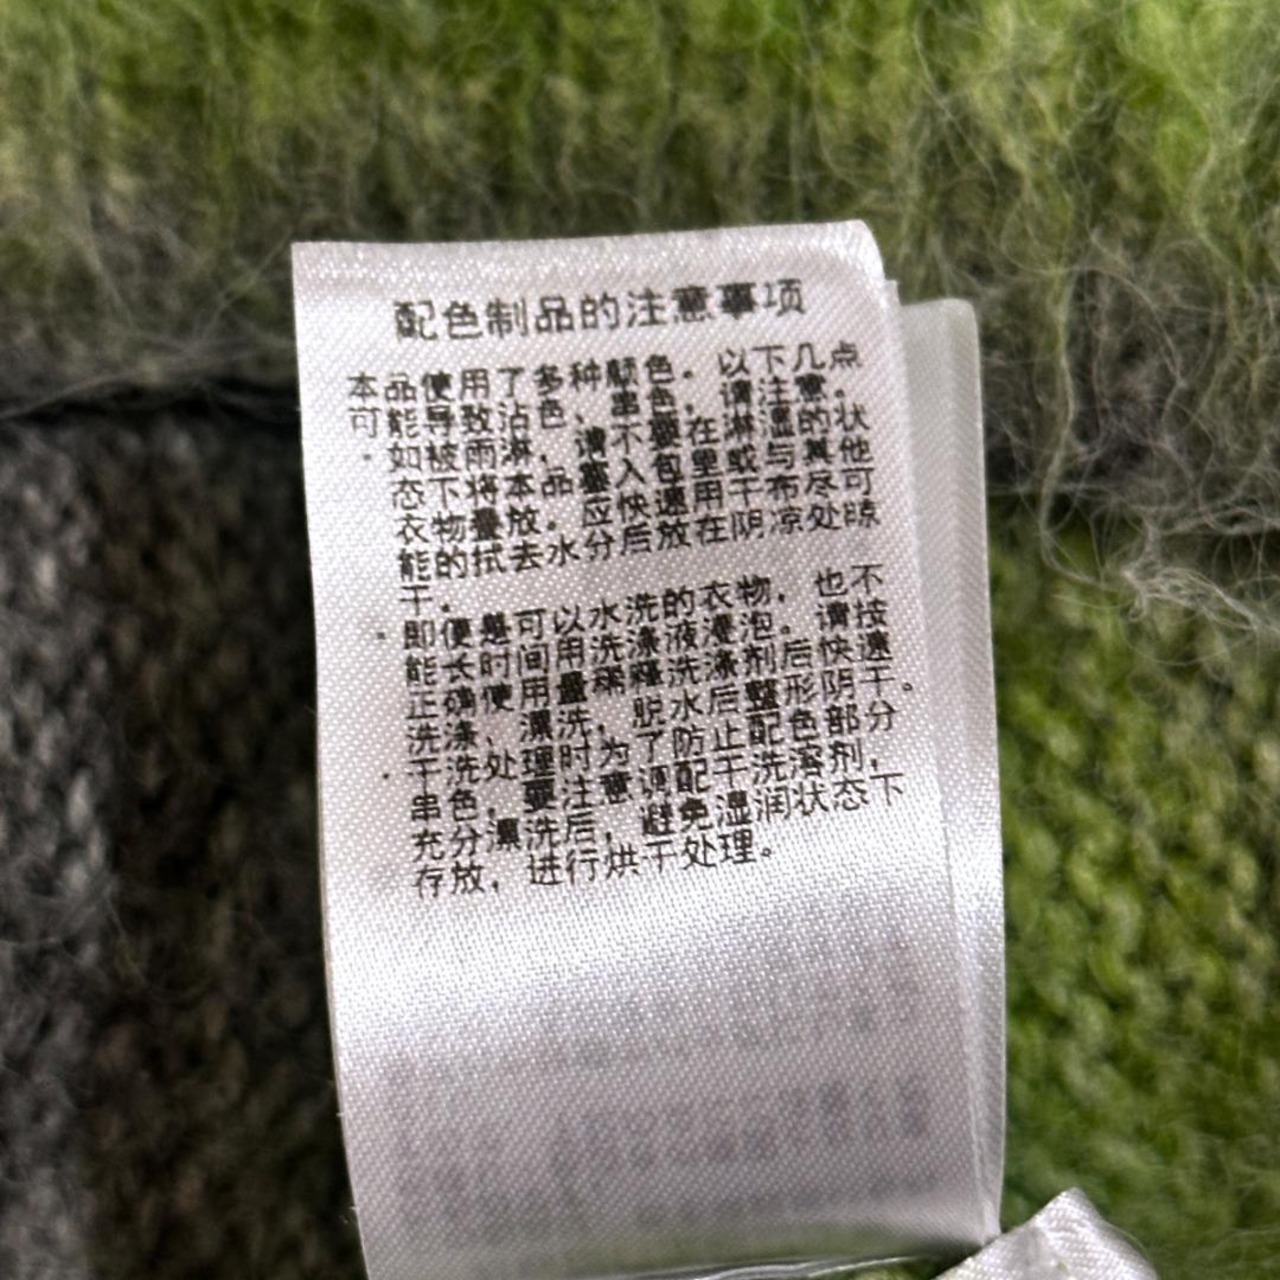 配色制品的注意事项
本品使用了多种颜色。以下几点
可能导致沾色、串色，请注意。
·如被雨淋，请不要在淋湿的状
态下将本品塞入包里或与其他
衣物叠放。应快速用干布尽可
能的拭去水分后放在阴凉处晾
干。
·即便是可以水洗的衣物，也不
能长时间用洗涤液浸泡。请按
正确使用量稀释洗涤剂后快速
洗涤、漂洗，脱水后整形阴干。
·干洗处理时为了防止配色部分
串色，要注意调配干洗溶剂，
充分漂洗后，避免湿润状态下
存放，进行烘干处理。